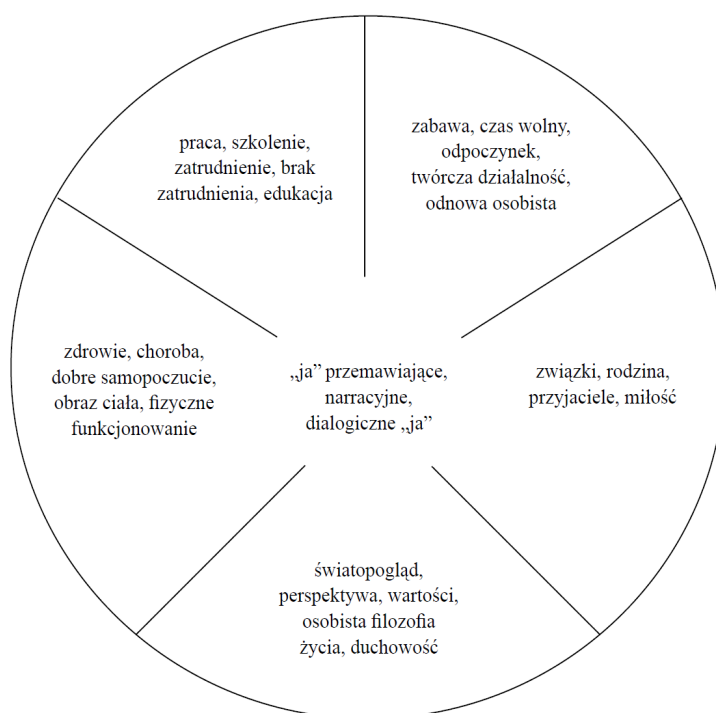 praca, szkolenie,
zatrudnienie, brak
zatrudnienia, edukacja
zabawa, czas wolny,
odpoczynek,
twórcza działalność,
odnowa osobista
zdrowie, choroba,
dobre samopoczucie,
obraz ciała, fizyczne
funkcjonowanie
„ja” przemawiające,
narracyjne,
dialogiczne „ja”
związki, rodzina,
przyjaciele, miłość
światopogląd,
perspektywa, wartości,
osobista filozofia
życia, duchowość